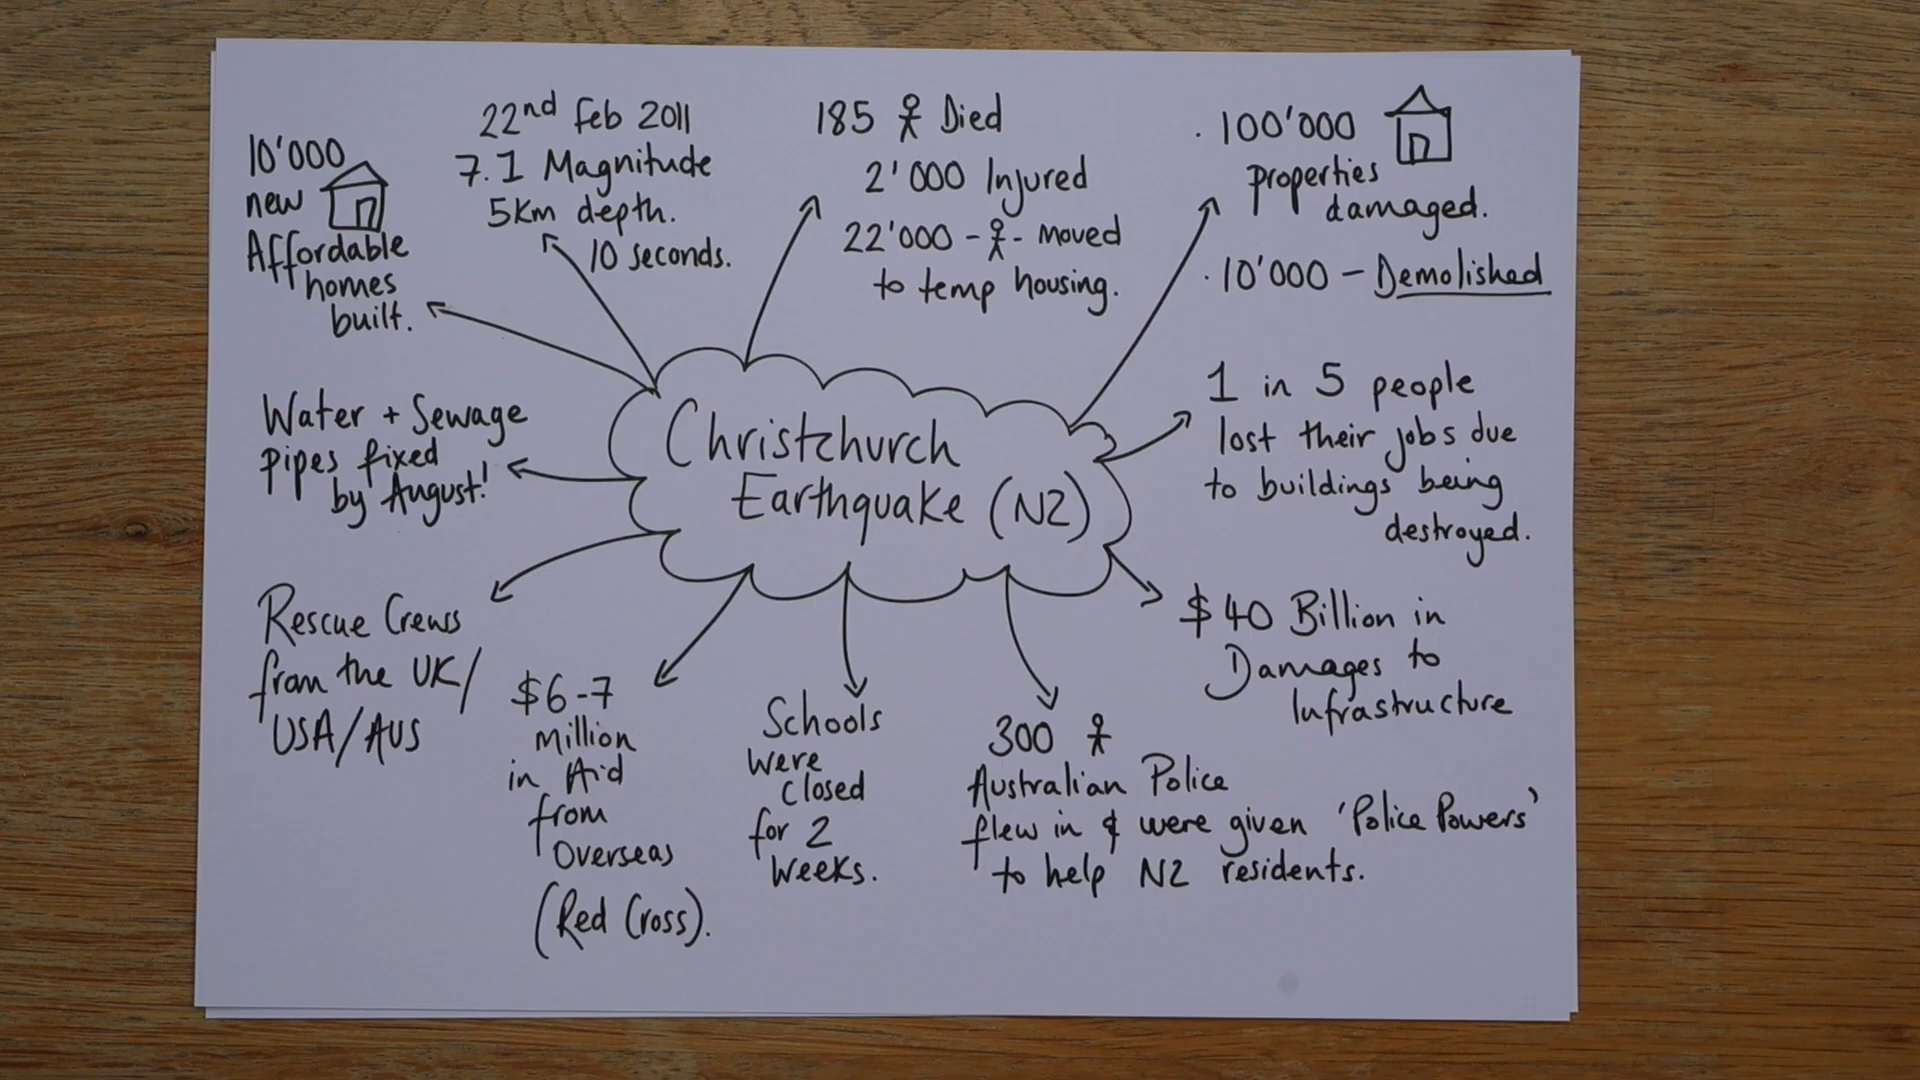 Christchurch
Earthquake (NZ)
10'000
new
Affordable
homes
built.
22nd Feb 2011
7.1 Magnitude
5km depth.
10 seconds.
185 Died
2'000 Injured
22'000 - - moved
to temp housing.
. 100'000
properties
damaged.
. 10'000 - Demolished
1 in 5 people
lost their jobs due
to buildings being
destroyed.
$40 Billion in
Damages to
Infrastructure
300
Australian Police
flew in & were given 'Police Powers'
to help NZ residents.
Schools
were
closed
for 2
weeks.
$6-7
million
in Aid
from
Overseas
(Red Cross).
Rescue Crews
from the UK/
USA/AUS
Water + Sewage
pipes fixed
by August!